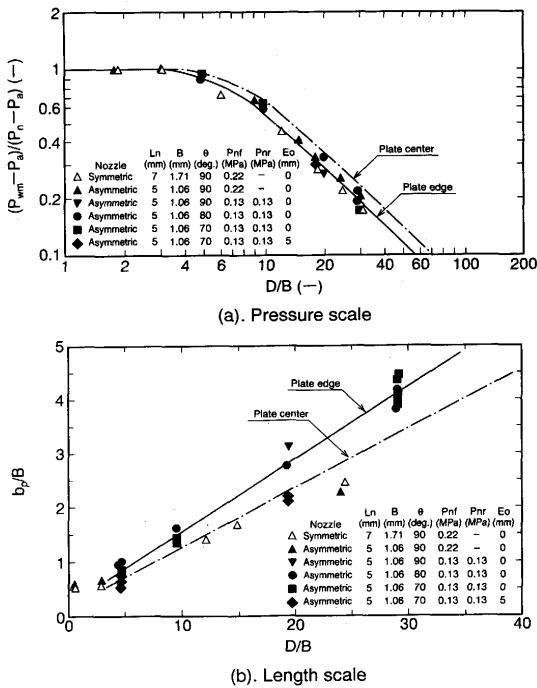 (Pwm−Pa)/(Pn−Pa) (—)
1
0.6
0.4
0.2
0.1
Plate center
Plate edge
Ln B θ Pnf Pnr Eo
Nozzle (mm) (mm) (deg.) (MPa) (MPa) (mm)
△ Symmetric 7 1.71 90 0.22 − 0
▲ Asymmetric 5 1.06 90 0.22 − 0
▼ Asymmetric 5 1.06 90 0.13 0.13 0
● Asymmetric 5 1.06 80 0.13 0.13 0
■ Asymmetric 5 1.06 70 0.13 0.13 0
◆ Asymmetric 5 1.06 70 0.13 0.13 5
1 2 4 6 10 20 40 60 100 200
D/B (—)
(a). Pressure scale
bp/B
5
4
3
2
1
0
Plate edge
Plate center
Ln B θ Pnf Pnr Eo
Nozzle (mm) (mm) (deg.) (MPa) (MPa) (mm)
△ Symmetric 7 1.71 90 0.22 − 0
▲ Asymmetric 5 1.06 90 0.22 − 0
▼ Asymmetric 5 1.06 90 0.13 0.13 0
● Asymmetric 5 1.06 80 0.13 0.13 0
■ Asymmetric 5 1.06 70 0.13 0.13 0
◆ Asymmetric 5 1.06 70 0.13 0.13 5
0 10 20 30 40
D/B
(b). Length scale